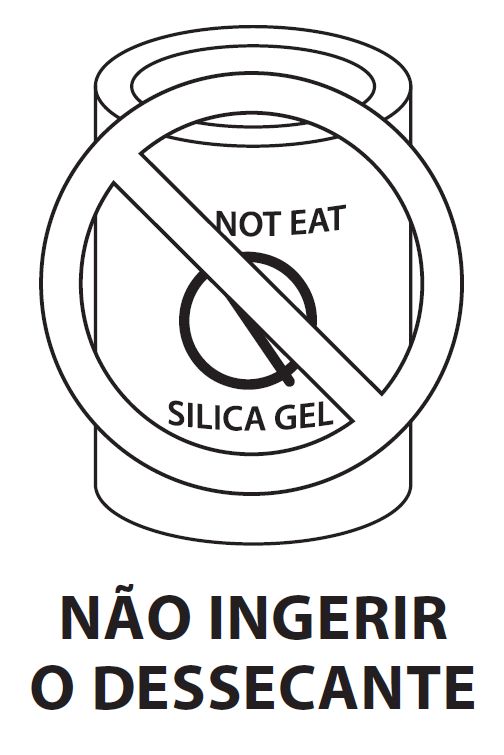 NOT EAT
SILICA GEL
NÃO INGERIR
O DESSECANTE